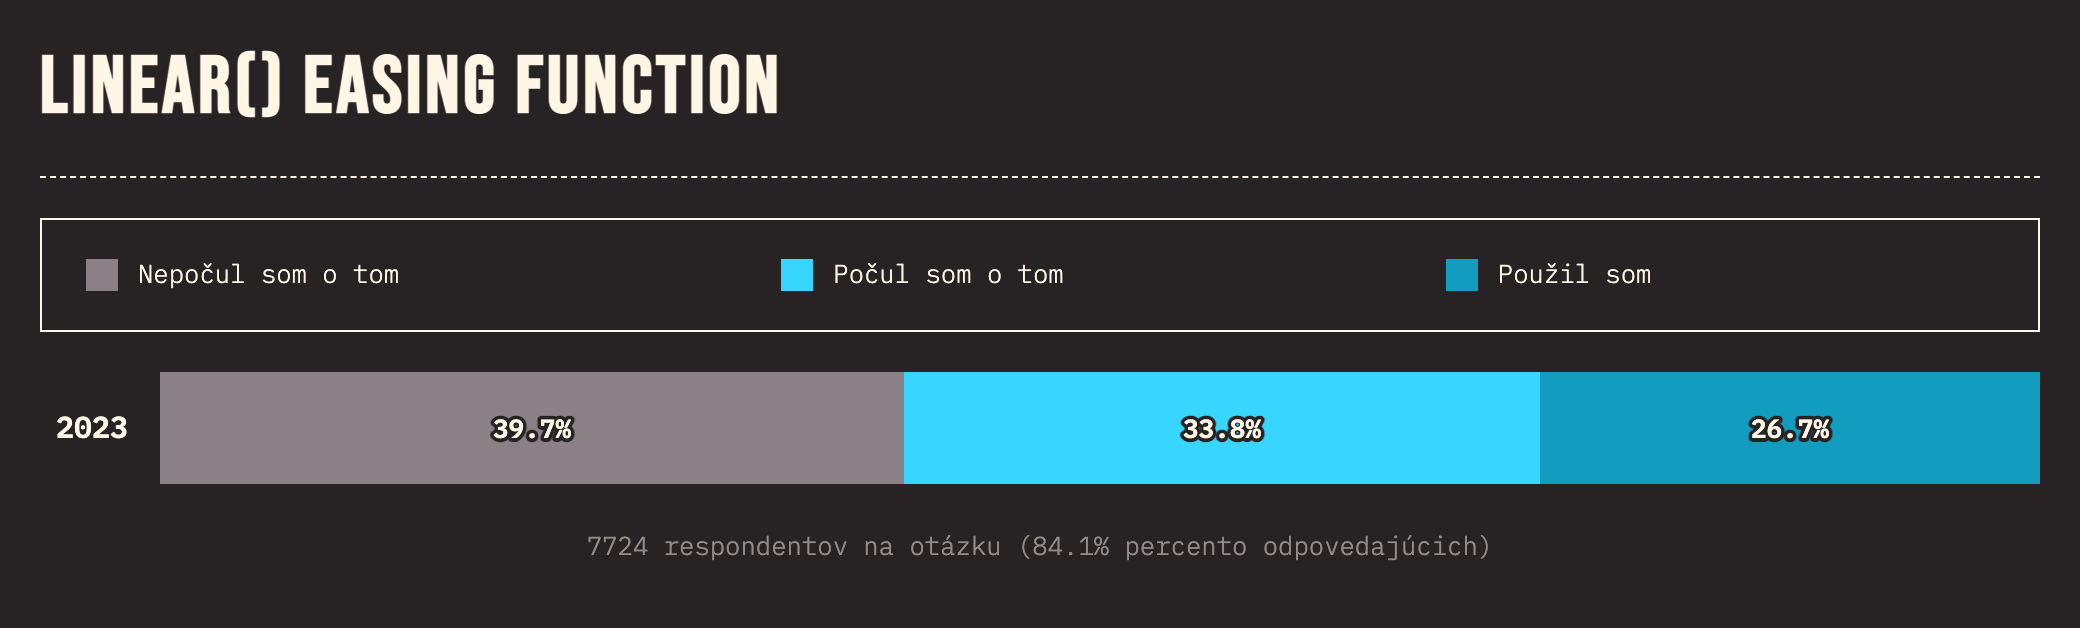 LINEAR() EASING FUNCTION
Nepočul som o tom
Počul som o tom
Použil som
2023
39.7%
33.8%
26.7%
7724 respondentov na otázku (84.1% percento odpovedajúcich)